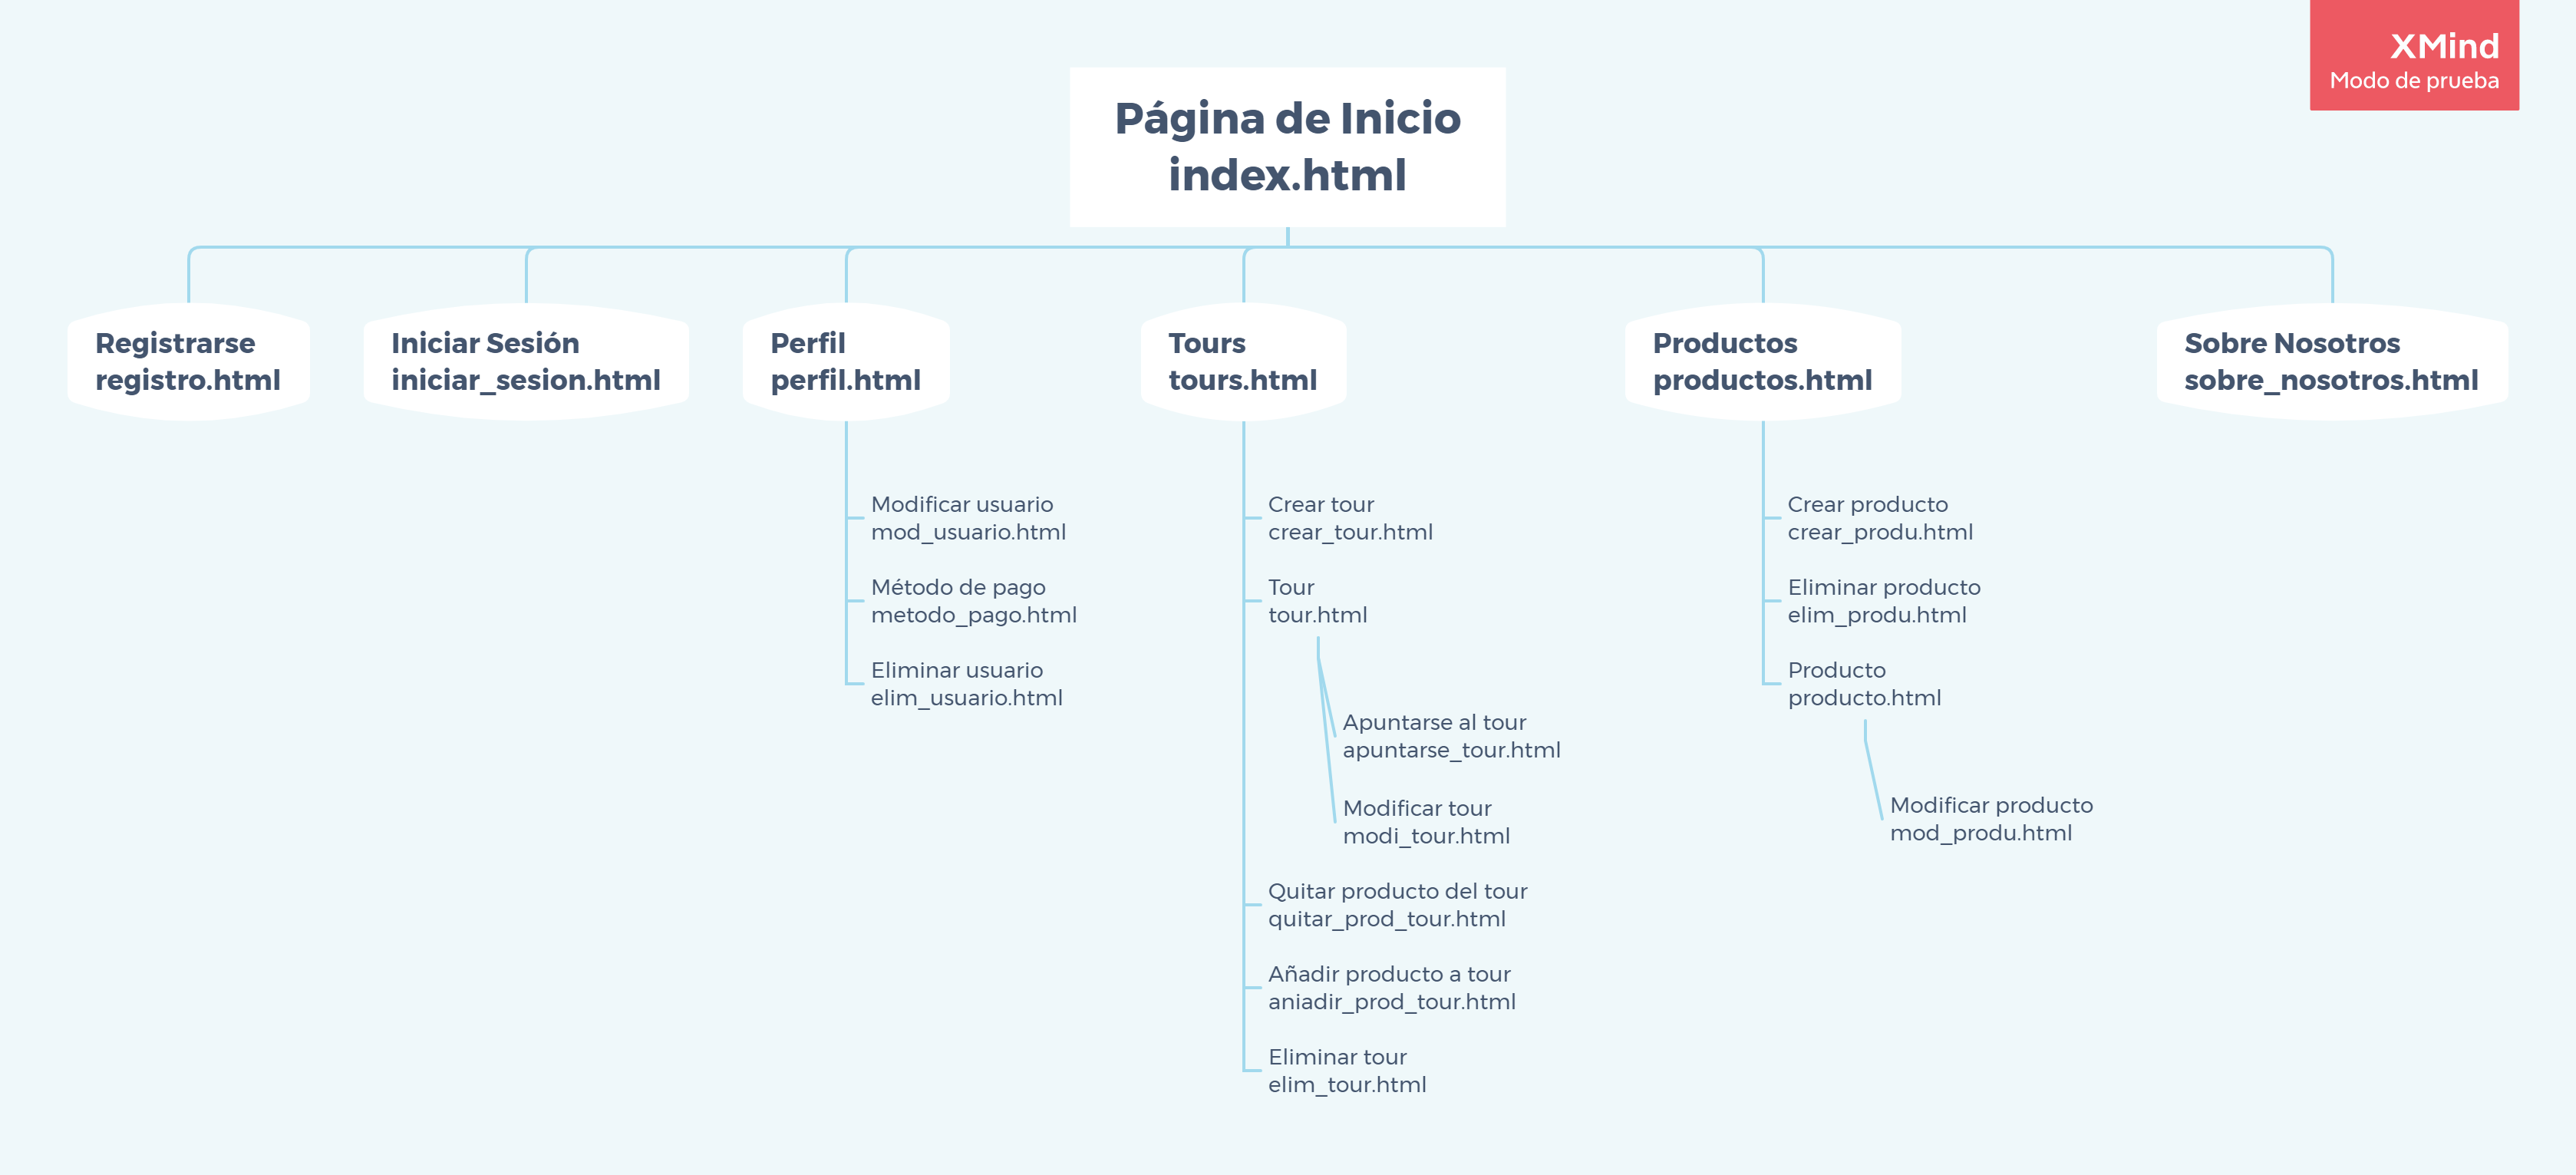 XMind
Modo de prueba
Página de Inicio
index.html
Registrarse
registro.html
Iniciar Sesión
iniciar_sesion.html
Perfil
perfil.html
Modificar usuario
mod_usuario.html
Método de pago
metodo_pago.html
Eliminar usuario
elim_usuario.html
Tours
tours.html
Crear tour
crear_tour.html
Tour
tour.html
Apuntarse al tour
apuntarse_tour.html
Modificar tour
modi_tour.html
Quitar producto del tour
quitar_prod_tour.html
Añadir producto a tour
aniadir_prod_tour.html
Eliminar tour
elim_tour.html
Productos
productos.html
Crear producto
crear_produ.html
Eliminar producto
elim_produ.html
Producto
producto.html
Modificar producto
mod_produ.html
Sobre Nosotros
sobre_nosotros.html